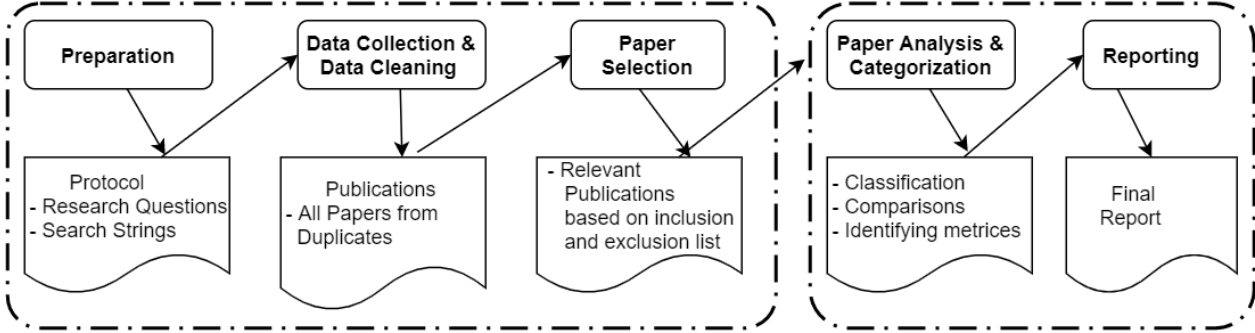 Preparation
Data Collection &
Data Cleaning
Paper
Selection
Paper Analysis &
Categorization
Reporting
Protocol
- Research Questions
- Search Strings
Publications
- All Papers from
Duplicates
- Relevant
Publications
based on inclusion
and exclusion list
- Classification
- Comparisons
- Identifying metrices
Final
Report